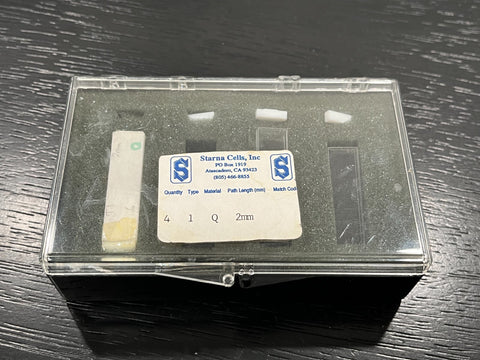 S Starna Cells, Inc S
PO Box 1919
Atascadero, CA 93423
(805) 466-8855
Quantity Type Material Path Length (mm) Match Code
4 1 Q 2mm